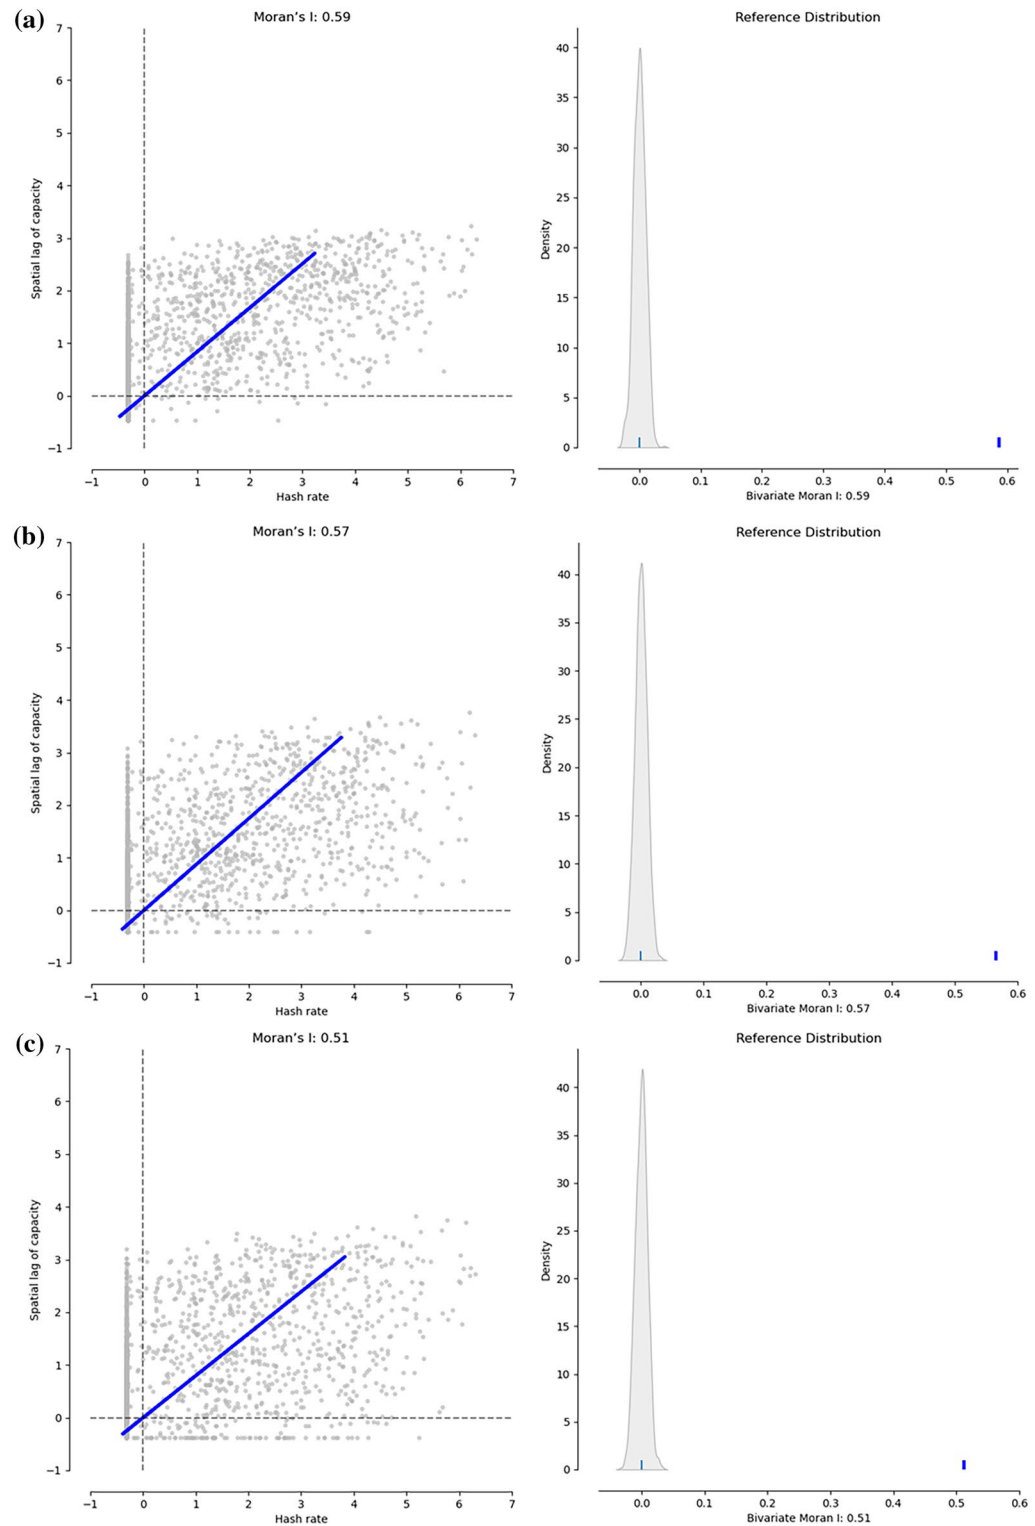 (a)
Moran's I: 0.59
7
6
5
4
3
2
1
0
−1
Spatial lag of capacity
−1 0 1 2 3 4 5 6 7
Hash rate
Reference Distribution
40
35
30
25
20
15
10
5
0
Density
0.0 0.1 0.2 0.3 0.4 0.5 0.6
Bivariate Moran I: 0.59
(b)
Moran's I: 0.57
7
6
5
4
3
2
1
0
−1
Spatial lag of capacity
−1 0 1 2 3 4 5 6 7
Hash rate
Reference Distribution
40
35
30
25
20
15
10
5
0
Density
0.0 0.1 0.2 0.3 0.4 0.5 0.6
Bivariate Moran I: 0.57
(c)
Moran's I: 0.51
7
6
5
4
3
2
1
0
−1
Spatial lag of capacity
−1 0 1 2 3 4 5 6 7
Hash rate
Reference Distribution
40
35
30
25
20
15
10
5
0
Density
0.0 0.1 0.2 0.3 0.4 0.5 0.6
Bivariate Moran I: 0.51